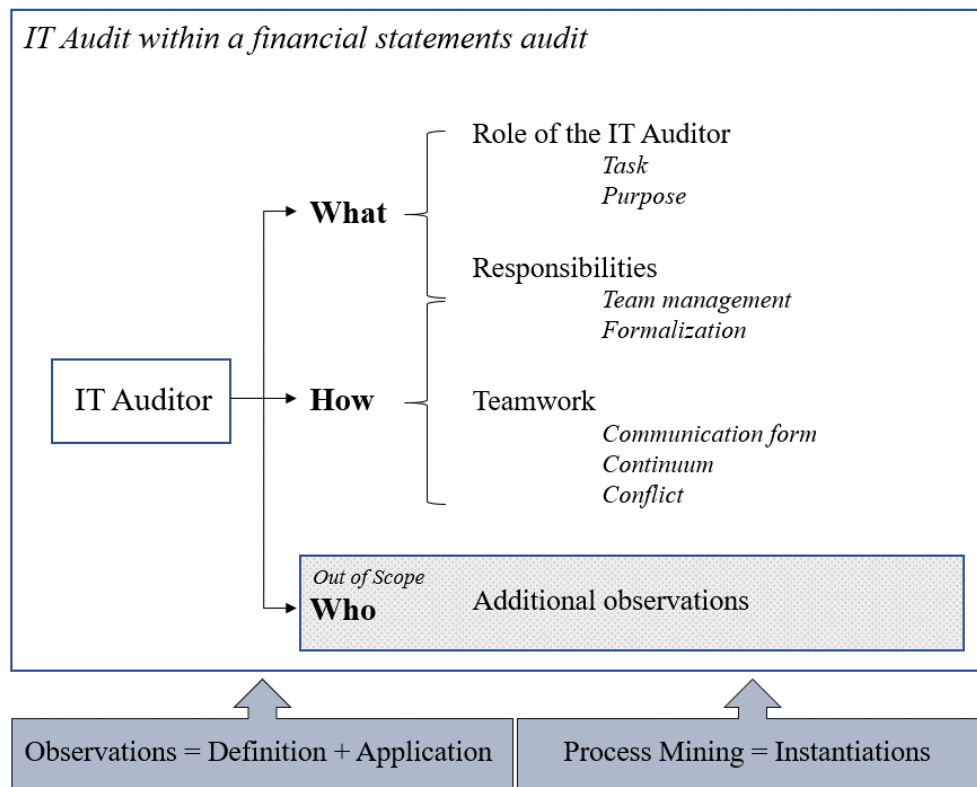 IT Audit within a financial statements audit
Role of the IT Auditor
Task
Purpose
What
Responsibilities
Team management
Formalization
IT Auditor
How
Teamwork
Communication form
Continuum
Conflict
Out of Scope
Who
Additional observations
Observations = Definition + Application
Process Mining = Instantiations